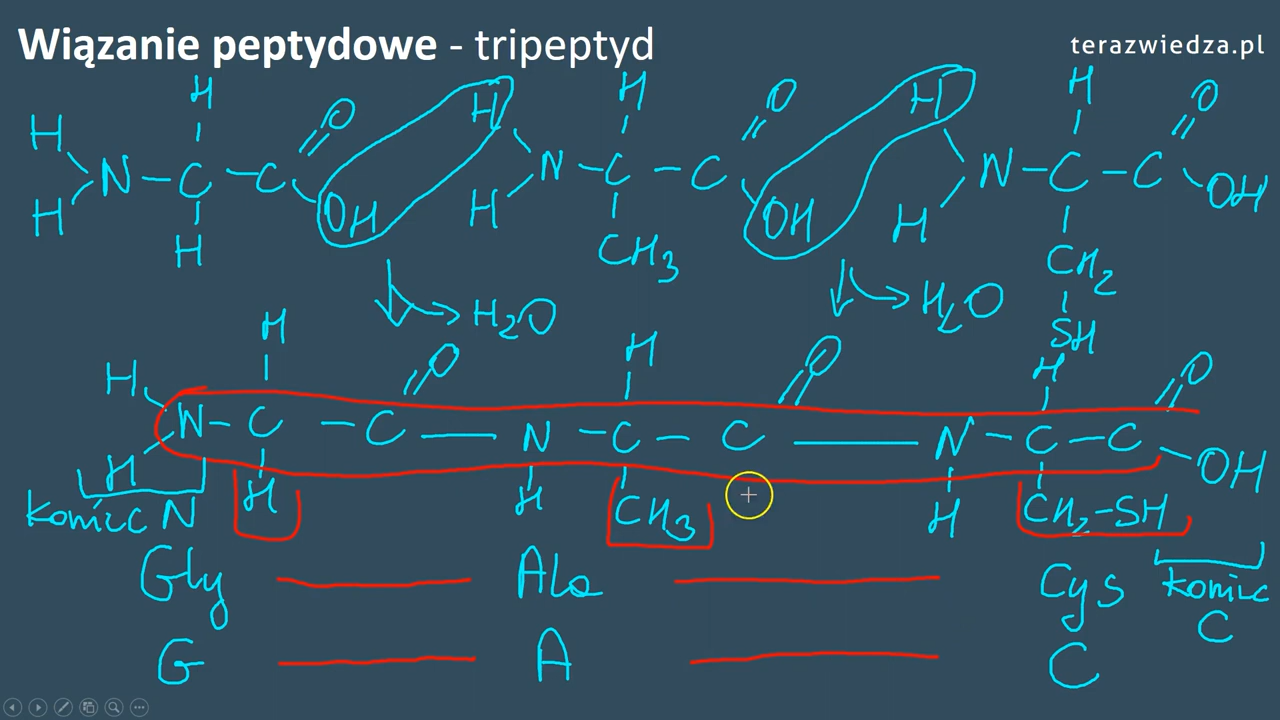 Wiązanie peptydowe - tripeptyd
terazwiedza.pl
H H O H H O H H O
H N - C - C OH H N - C - C OH H N - C - C OH
H H CH3 CH2
SH
H2O H2O
H H H
H O O O
N - C - C - N - C - C - N - C - C OH
H H H CH3 H CH2-SH
koniec N koniec C
Gly Ala Cys
G A C